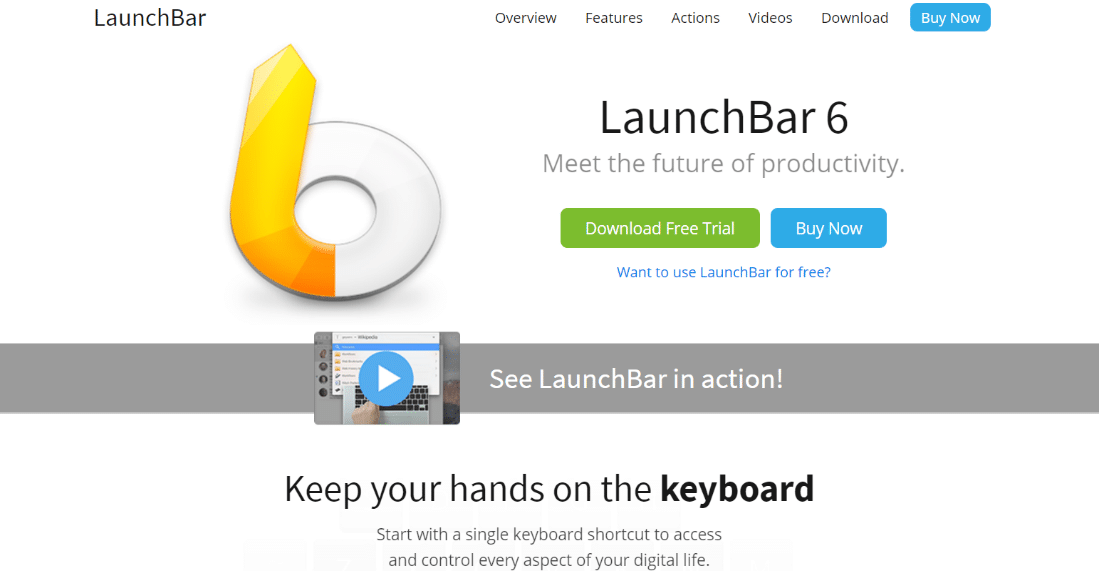 LaunchBar
Overview
Features
Actions
Videos
Download
Buy Now
LaunchBar 6
Meet the future of productivity.
Download Free Trial
Buy Now
Want to use LaunchBar for free?
Wikipedia
See LaunchBar in action!
Keep your hands on the keyboard
Start with a single keyboard shortcut to access
and control every aspect of your digital life.